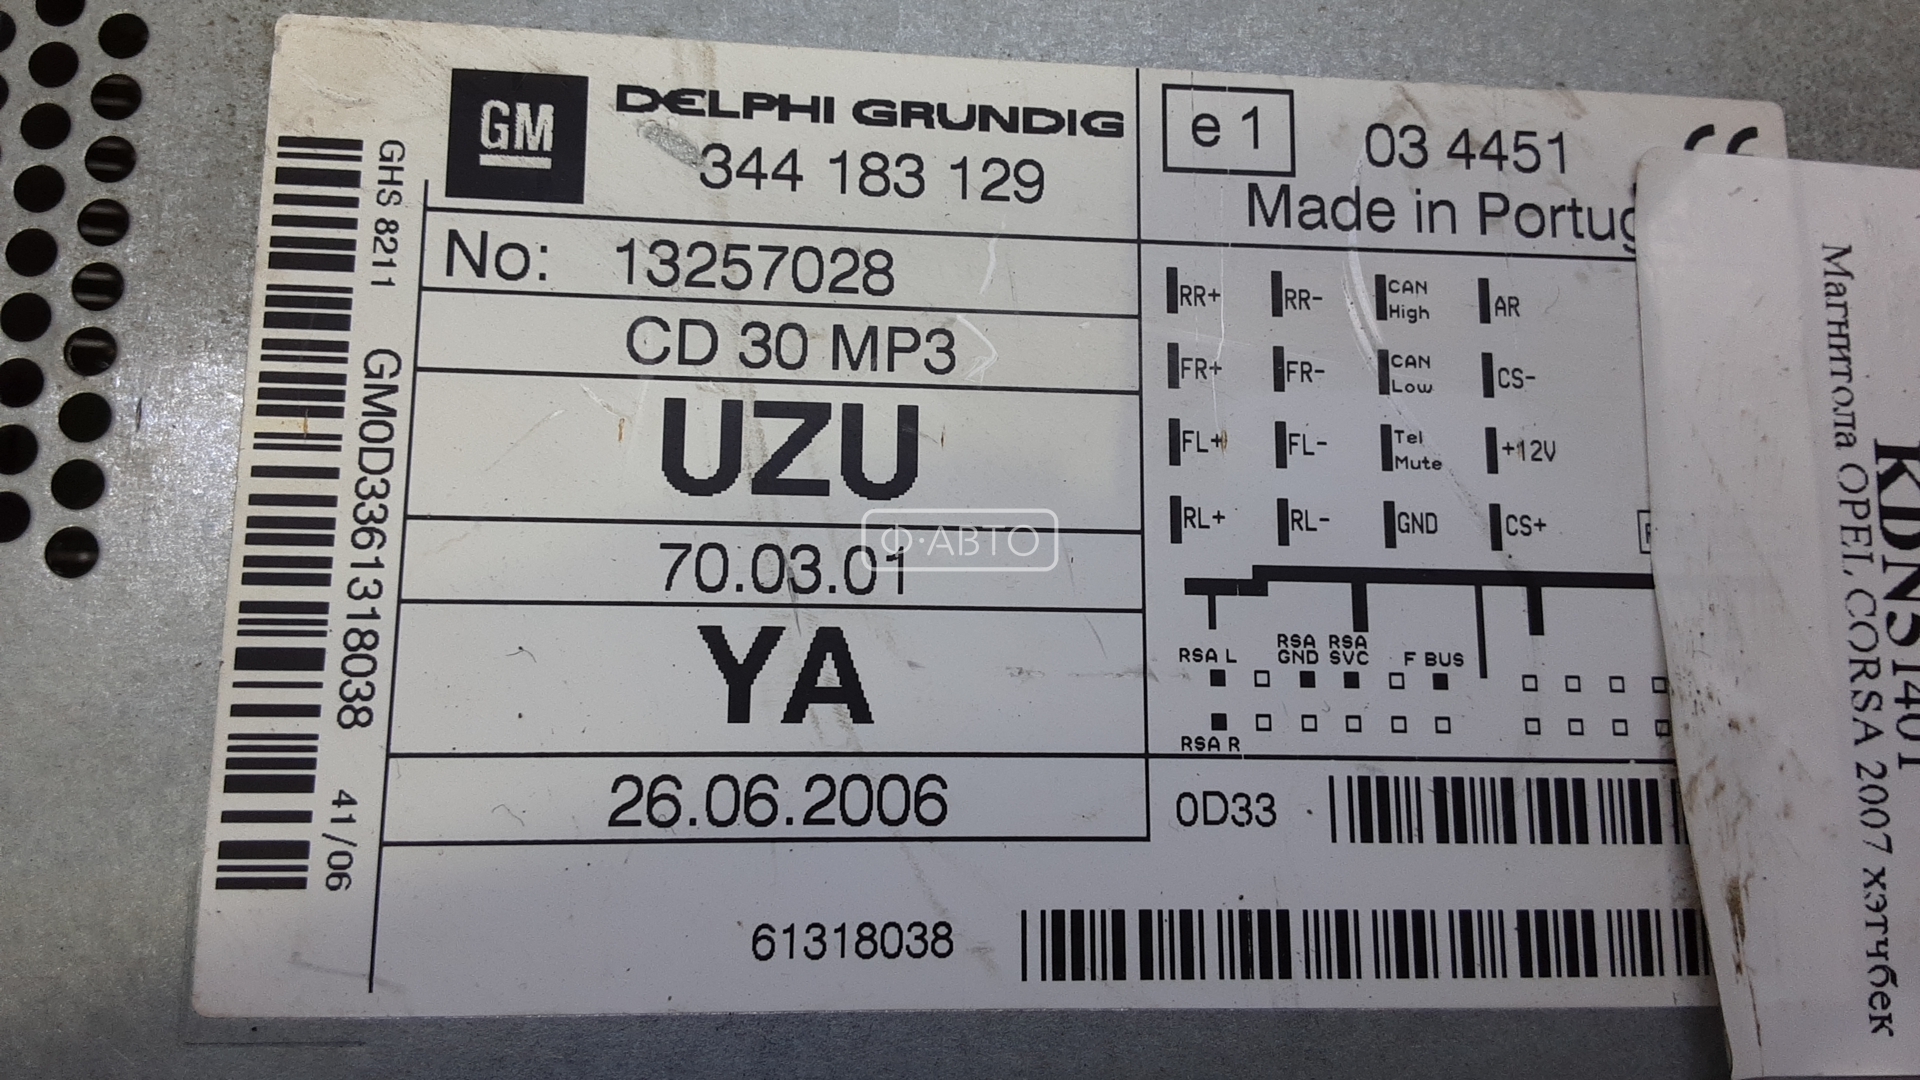 GM
DELPHI GRUNDIG
344 183 129
No: 13257028
CD 30 MP3
UZU
70.03.01
YA
26.06.2006
61318038
GHS 8211 GM0D3361318038 41/06
e1 03 4451 CE
Made in Portug
RR+ RR- CAN High AR
FR+ FR- CAN Low CS-
FL+ FL- Tel Mute +12V
RL+ RL- GND CS+
RSA L RSA GND RSA SVC F BUS
RSA R
0D33
Ф·АВТО
KDN51401
Магнитола OPEL CORSA 2007 хэтчбек